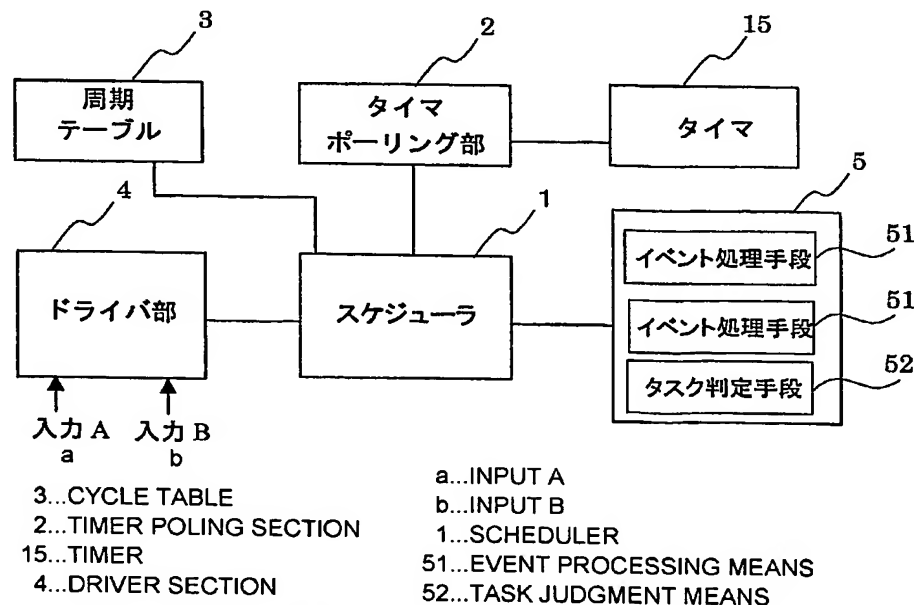 3
2
15
周期
テーブル
タイマ
ポーリング部
タイマ
4
1
5
ドライバ部
スケジューラ
イベント処理手段
51
イベント処理手段
51
タスク判定手段
52
入力 A
入力 B
a
b
3...CYCLE TABLE
2...TIMER POLING SECTION
15...TIMER
4...DRIVER SECTION
a...INPUT A
b...INPUT B
1...SCHEDULER
51...EVENT PROCESSING MEANS
52...TASK JUDGMENT MEANS